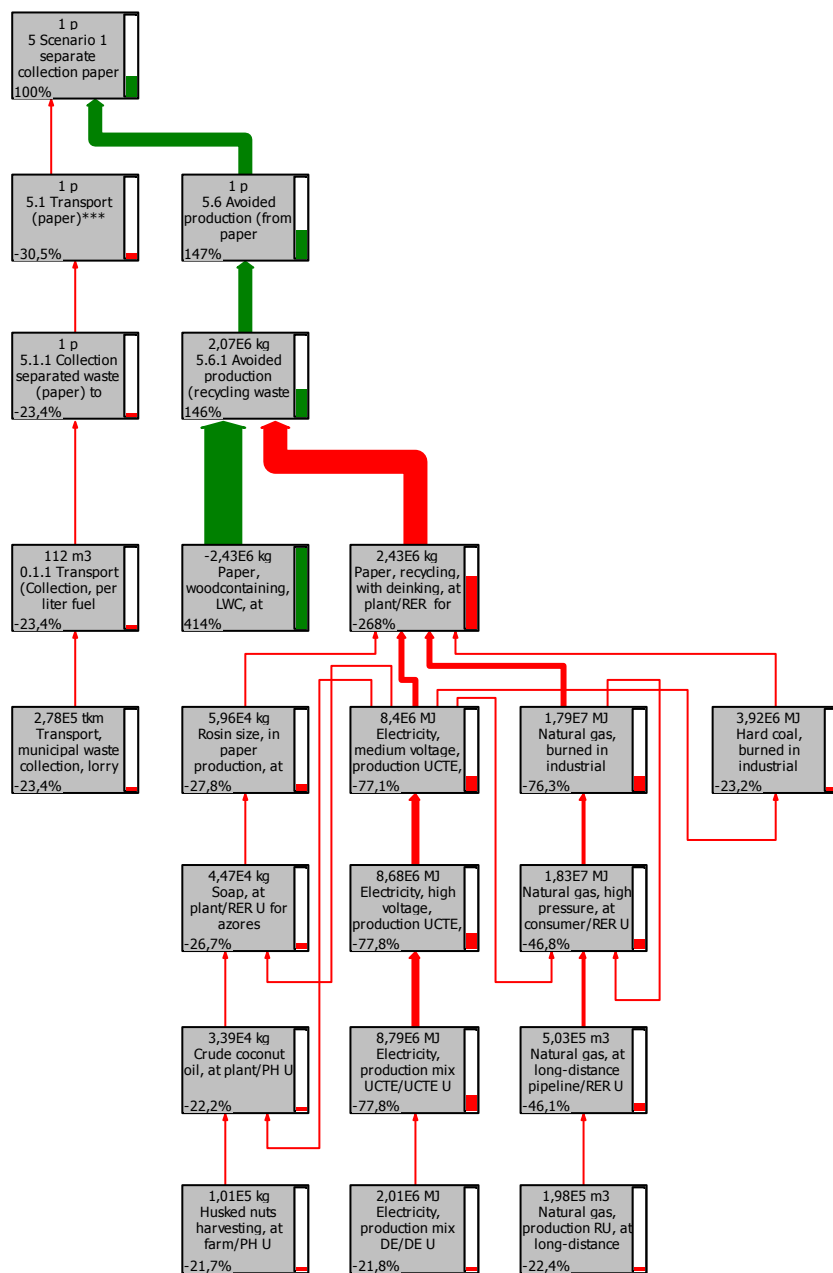 1 p
5 Scenario 1
separate
collection paper
100%
1 p
5.1 Transport
(paper)***
-30,5%
1 p
5.6 Avoided
production (from
paper
147%
1 p
5.1.1 Collection
separated waste
(paper) to
-23,4%
2,07E6 kg
5.6.1 Avoided
production
(recycling waste
146%
112 m3
0.1.1 Transport
(Collection, per
liter fuel
-23,4%
-2,43E6 kg
Paper,
woodcontaining,
LWC, at
414%
2,43E6 kg
Paper, recycling,
with deinking, at
plant/RER for
-268%
2,78E5 tkm
Transport,
municipal waste
collection, lorry
-23,4%
5,96E4 kg
Rosin size, in
paper
production, at
-27,8%
8,4E6 MJ
Electricity,
medium voltage,
production UCTE,
-77,1%
1,79E7 MJ
Natural gas,
burned in
industrial
-76,3%
3,92E6 MJ
Hard coal,
burned in
industrial
-23,2%
4,47E4 kg
Soap, at
plant/RER U for
azores
-26,7%
8,68E6 MJ
Electricity, high
voltage,
production UCTE,
-77,8%
1,83E7 MJ
Natural gas, high
pressure, at
consumer/RER U
-46,8%
3,39E4 kg
Crude coconut
oil, at plant/PH U
-22,2%
8,79E6 MJ
Electricity,
production mix
UCTE/UCTE U
-77,8%
5,03E5 m3
Natural gas, at
long-distance
pipeline/RER U
-46,1%
1,01E5 kg
Husked nuts
harvesting, at
farm/PH U
-21,7%
2,01E6 MJ
Electricity,
production mix
DE/DE U
-21,8%
1,98E5 m3
Natural gas,
production RU, at
long-distance
-22,4%